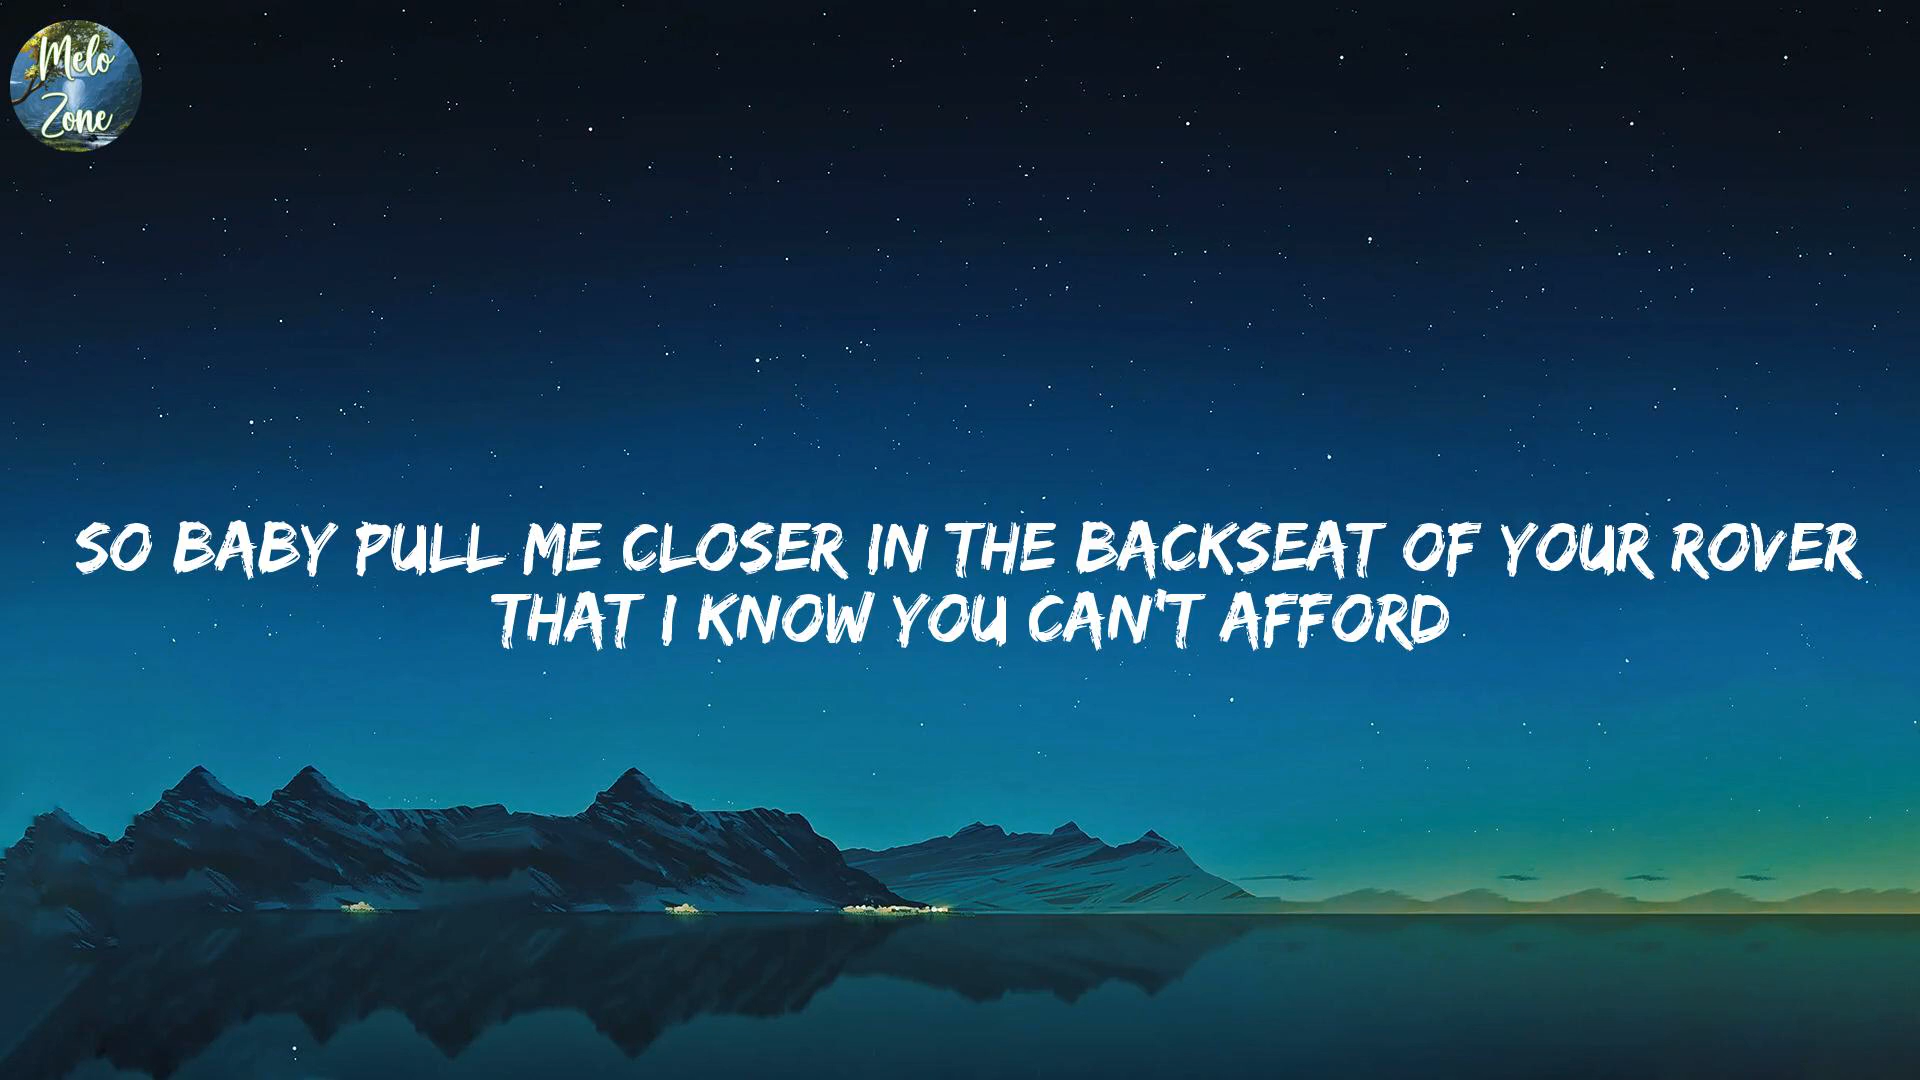 Melo
Zone
SO BABY PULL ME CLOSER IN THE BACKSEAT OF YOUR ROVER
THAT I KNOW YOU CAN'T AFFORD